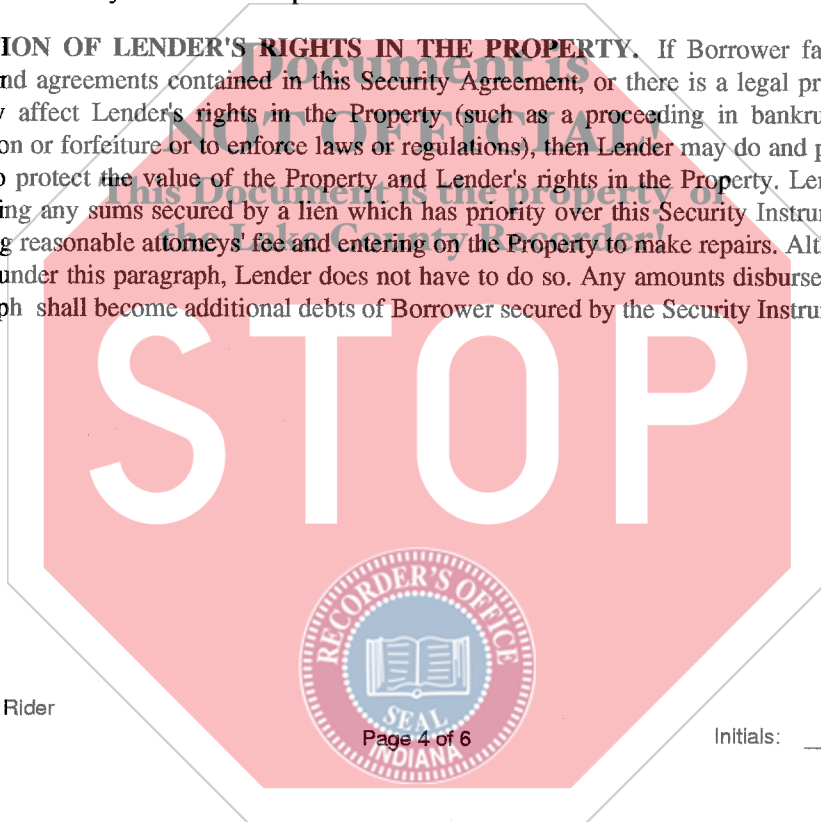 ION OF LENDER'S RIGHTS IN THE PROPERTY. If Borrower fa
nd agreements contained in this Security Agreement, or there is a legal pr
affect Lender's rights in the Property (such as a proceeding in bankru
on or forfeiture or to enforce laws or regulations), then Lender may do and p
o protect the value of the Property and Lender's rights in the Property. Len
ing any sums secured by a lien which has priority over this Security Instrum
g reasonable attorneys' fee and entering on the Property to make repairs. Alt
under this paragraph, Lender does not have to do so. Any amounts disburse
ph shall become additional debts of Borrower secured by the Security Instru
Document is
NOT OFFICIAL!
This Document is the property of
the Lake County Recorder!
STOP
RECORDER'S OFFICE
SEAL
INDIANA
Rider
Page 4 of 6
Initials: